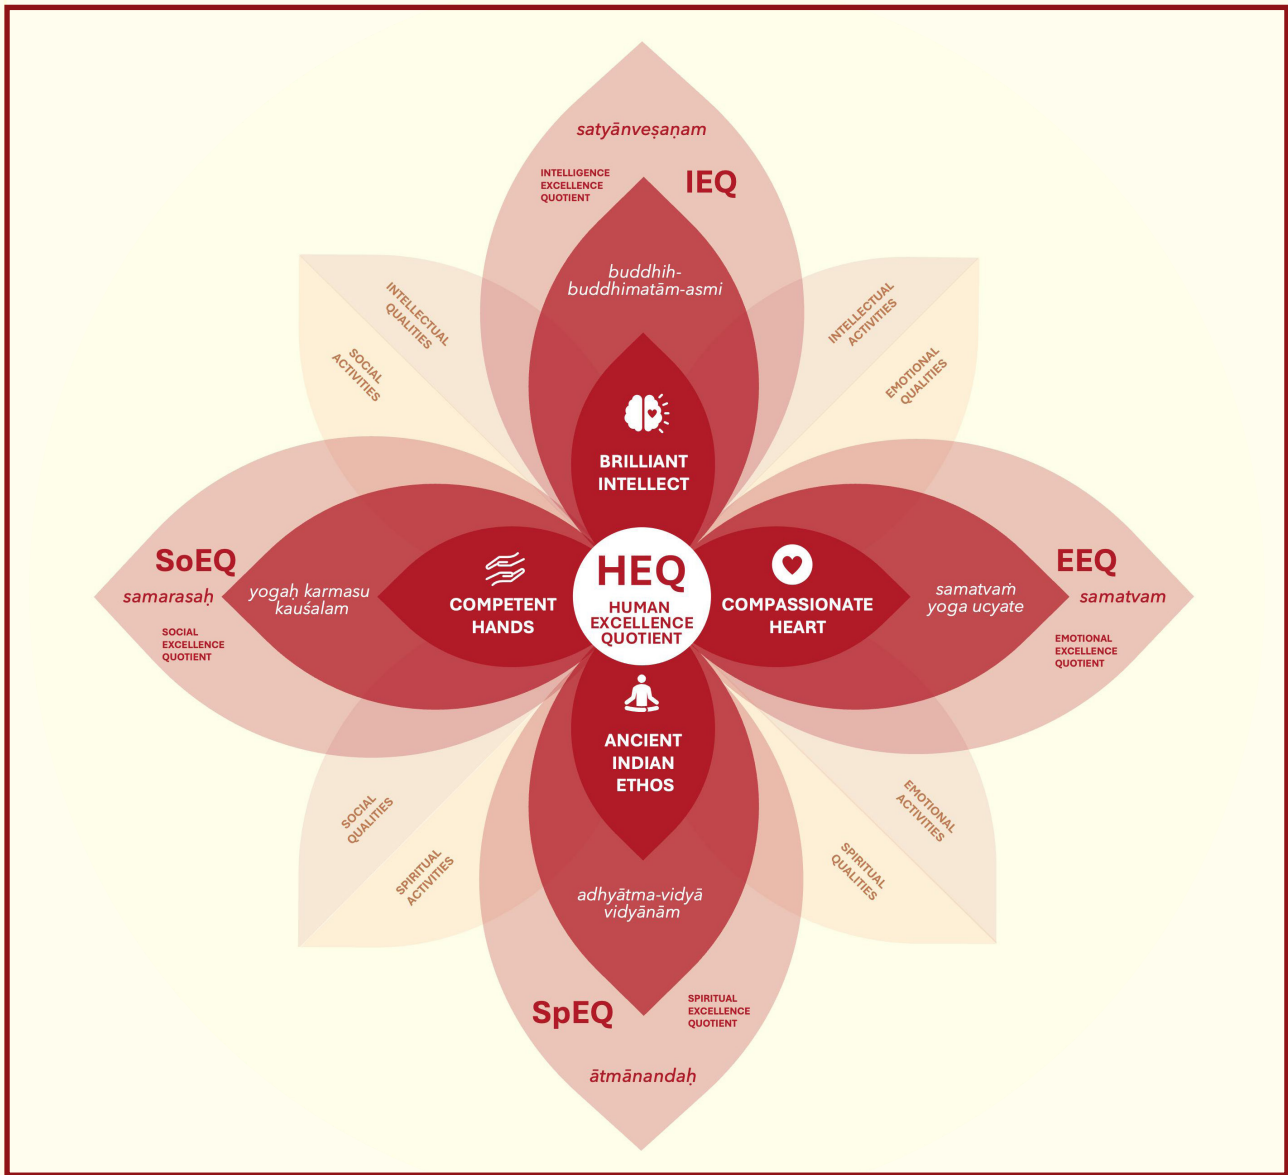 satyānveṣaṇam
INTELLIGENCE
EXCELLENCE
QUOTIENT
IEQ
buddhih-
buddhimatām-asmi
INTELLECTUAL
QUALITIES
SOCIAL
ACTIVITIES
INTELLECTUAL
ACTIVITIES
EMOTIONAL
QUALITIES
BRILLIANT
INTELLECT
SoEQ
samarasaḥ
SOCIAL
EXCELLENCE
QUOTIENT
yogaḥ karmasu
kauśalam
COMPETENT
HANDS
HEQ
HUMAN
EXCELLENCE
QUOTIENT
COMPASSIONATE
HEART
samatvaṁ
yoga ucyate
EEQ
samatvam
EMOTIONAL
EXCELLENCE
QUOTIENT
ANCIENT
INDIAN
ETHOS
SOCIAL
QUALITIES
SPIRITUAL
ACTIVITIES
EMOTIONAL
ACTIVITIES
SPIRITUAL
QUALITIES
adhyātma-vidyā
vidyānām
SpEQ
SPIRITUAL
EXCELLENCE
QUOTIENT
ātmānandaḥ